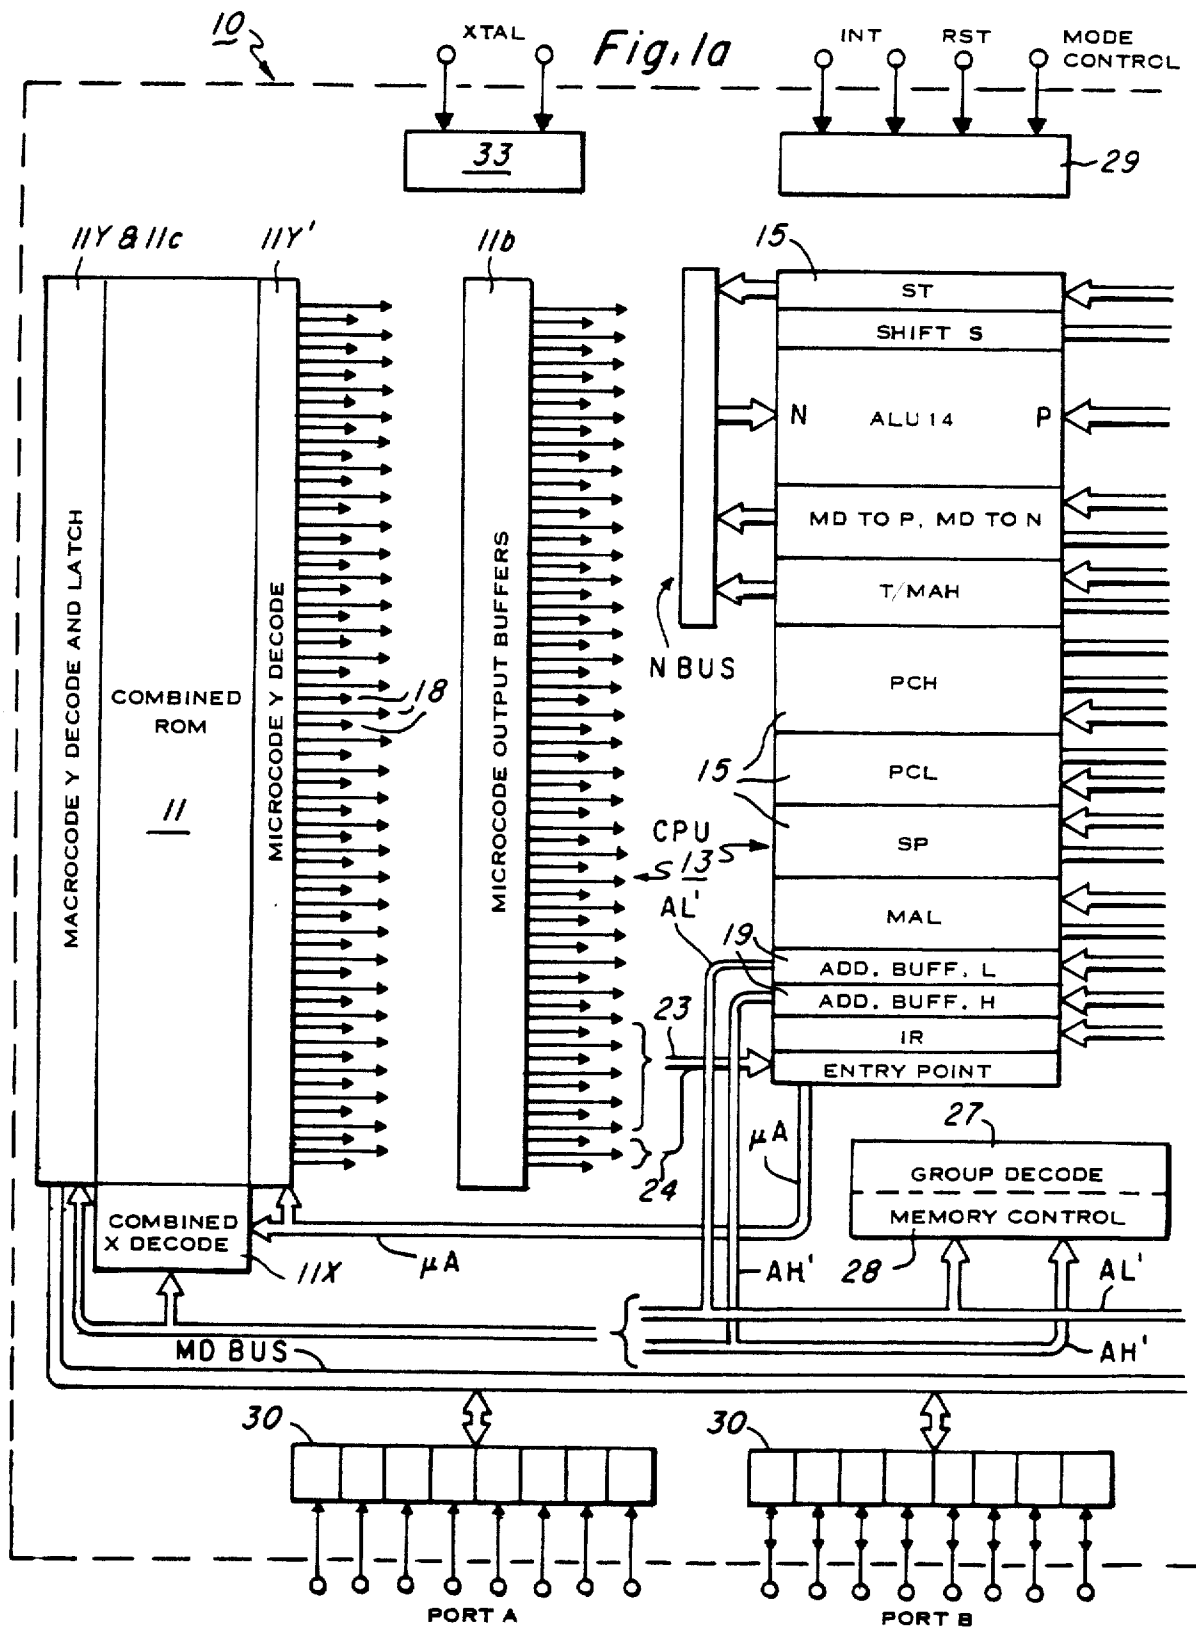 10
XTAL
Fig. 1a
INT
RST
MODE
CONTROL
33
29
11Y & 11c
11Y'
11b
15
ST
SHIFT S
N
ALU 14
P
MD TO P, MD TO N
T/MAH
N BUS
PCH
15
PCL
SP
CPU
13
MAL
AL'
19
ADD. BUFF. L
ADD. BUFF. H
IR
ENTRY POINT
23
24
MACROCODE Y DECODE AND LATCH
COMBINED
ROM
11
MICROCODE Y DECODE
18
MICROCODE OUTPUT BUFFERS
μA
27
GROUP DECODE
MEMORY CONTROL
28
COMBINED
X DECODE
11X
μA
AH'
AL'
AH'
MD BUS
30
30
PORT A
PORT B